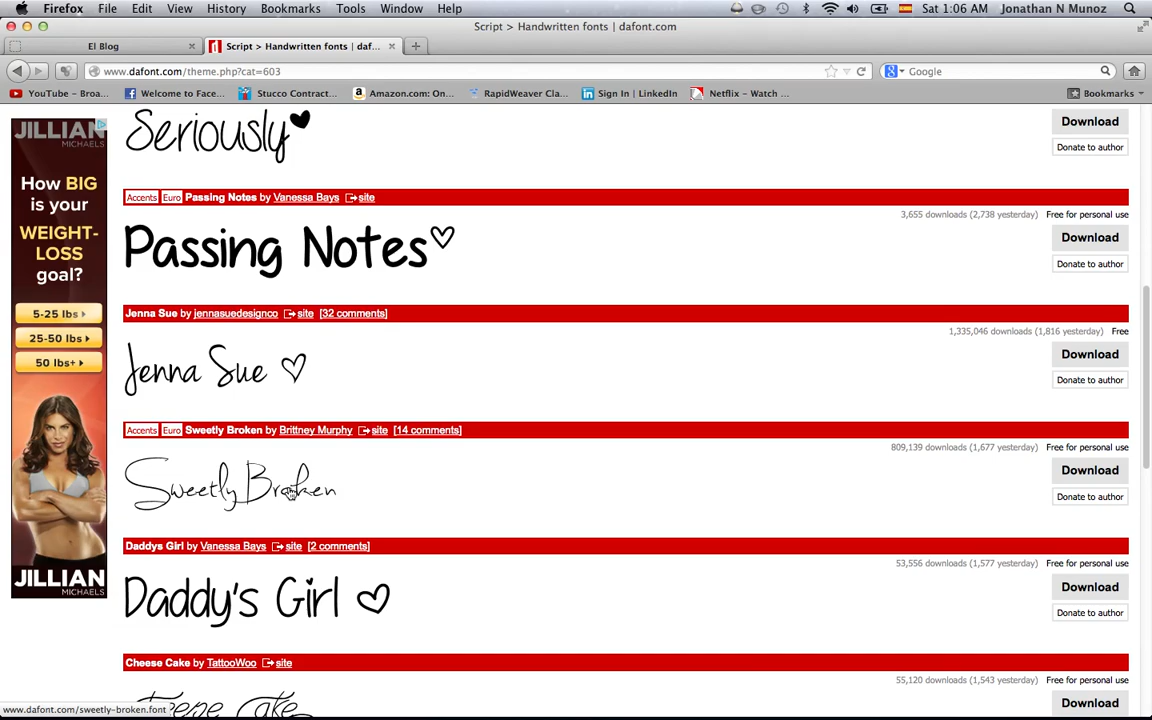 Firefox File Edit View History Bookmarks Tools Window Help Sat 1:06 AM Jonathan N Munoz
Script > Handwritten fonts | dafont.com
El Blog Script > Handwritten fonts | daf...
www.dafont.com/theme.php?cat=603 Google
YouTube - Broa... Welcome to Face... Stucco Contract... Amazon.com: On... RapidWeaver Cla... Sign In | LinkedIn Netflix - Watch ... Bookmarks
JILLIAN
MICHAELS
How BIG
is your
WEIGHT-
LOSS
goal?
5-25 lbs
25-50 lbs
50 lbs+
JILLIAN
MICHAELS
Seriously
Download
Donate to author
Accents Euro Passing Notes by Vanessa Bays site
3,655 downloads (2,738 yesterday) Free for personal use
Passing Notes
Download
Donate to author
Jenna Sue by jennasuedesignco site [32 comments]
1,335,046 downloads (1,816 yesterday) Free
Jenna Sue
Download
Donate to author
Accents Euro Sweetly Broken by Brittney Murphy site [14 comments]
809,139 downloads (1,677 yesterday) Free for personal use
Sweetly Broken
Download
Donate to author
Daddys Girl by Vanessa Bays site [2 comments]
53,556 downloads (1,577 yesterday) Free for personal use
Daddy's Girl
Download
Donate to author
Cheese Cake by TattooWoo site
55,120 downloads (1,543 yesterday) Free for personal use
Cheese Cake
Download
www.dafont.com/sweetly-broken.font